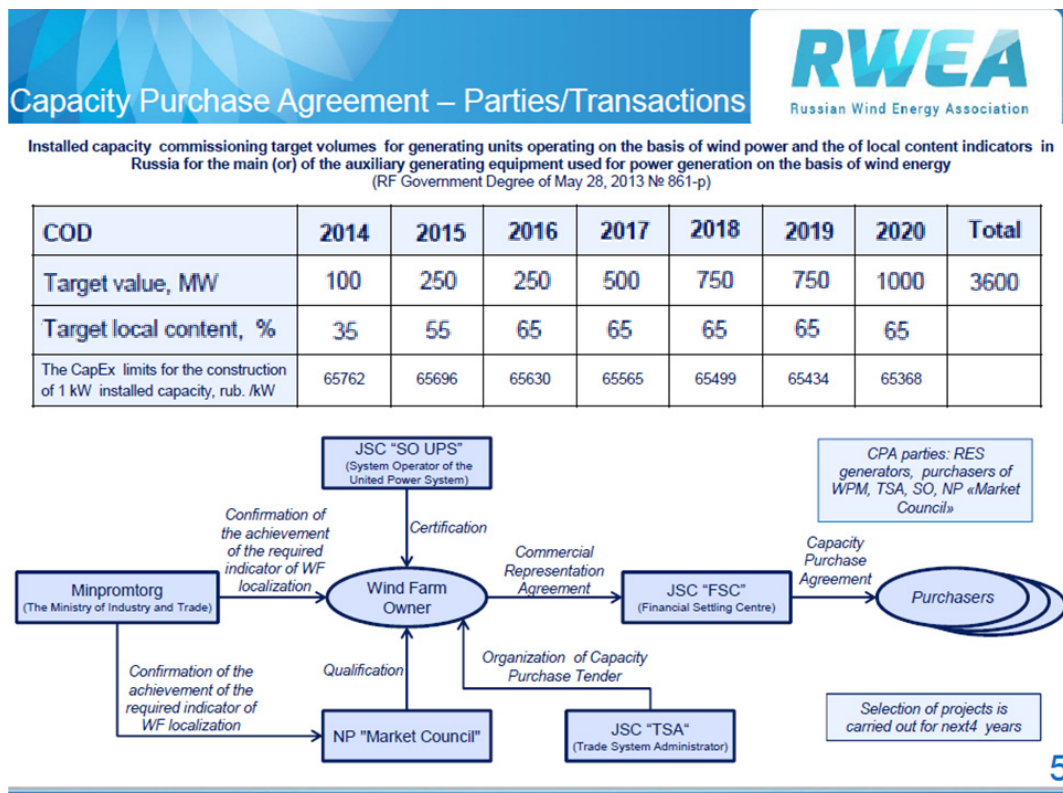 RWEA
Russian Wind Energy Association
Capacity Purchase Agreement – Parties/Transactions
Installed capacity commissioning target volumes for generating units operating on the basis of wind power and the of local content indicators in
Russia for the main (or) of the auxiliary generating equipment used for power generation on the basis of wind energy
(RF Government Degree of May 28, 2013 № 861-p)
COD 2014 2015 2016 2017 2018 2019 2020 Total
Target value, MW 100 250 250 500 750 750 1000 3600
Target local content, % 35 55 65 65 65 65 65
The CapEx limits for the construction
of 1 kW installed capacity, rub. /kW 65762 65696 65630 65565 65499 65434 65368
JSC "SO UPS"
(System Operator of the
United Power System)
CPA parties: RES
generators, purchasers of
WPM, TSA, SO, NP «Market
Council»
Confirmation of
the achievement
of the required
indicator of WF
localization
Certification
Commercial
Representation
Agreement
Capacity
Purchase
Agreement
Minpromtorg
(The Ministry of Industry and Trade)
Wind Farm
Owner
JSC "FSC"
(Financial Settling Centre)
Purchasers
Confirmation of the
achievement of the
required indicator of
WF localization
Qualification
Organization of Capacity
Purchase Tender
NP "Market Council"
JSC "TSA"
(Trade System Administrator)
Selection of projects is
carried out for next4 years
5